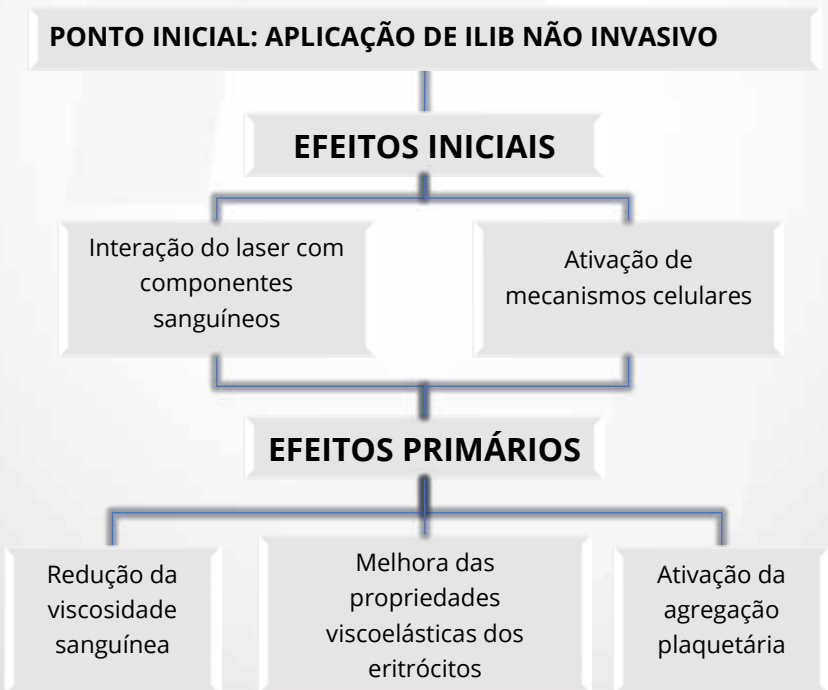 PONTO INICIAL: APLICAÇÃO DE ILIB NÃO INVASIVO
EFEITOS INICIAIS
Interação do laser com
componentes
sanguíneos
Ativação de
mecanismos celulares
EFEITOS PRIMÁRIOS
Redução da
viscosidade
sanguínea
Melhora das
propriedades
viscoelásticas dos
eritrócitos
Ativação da
agregação
plaquetária